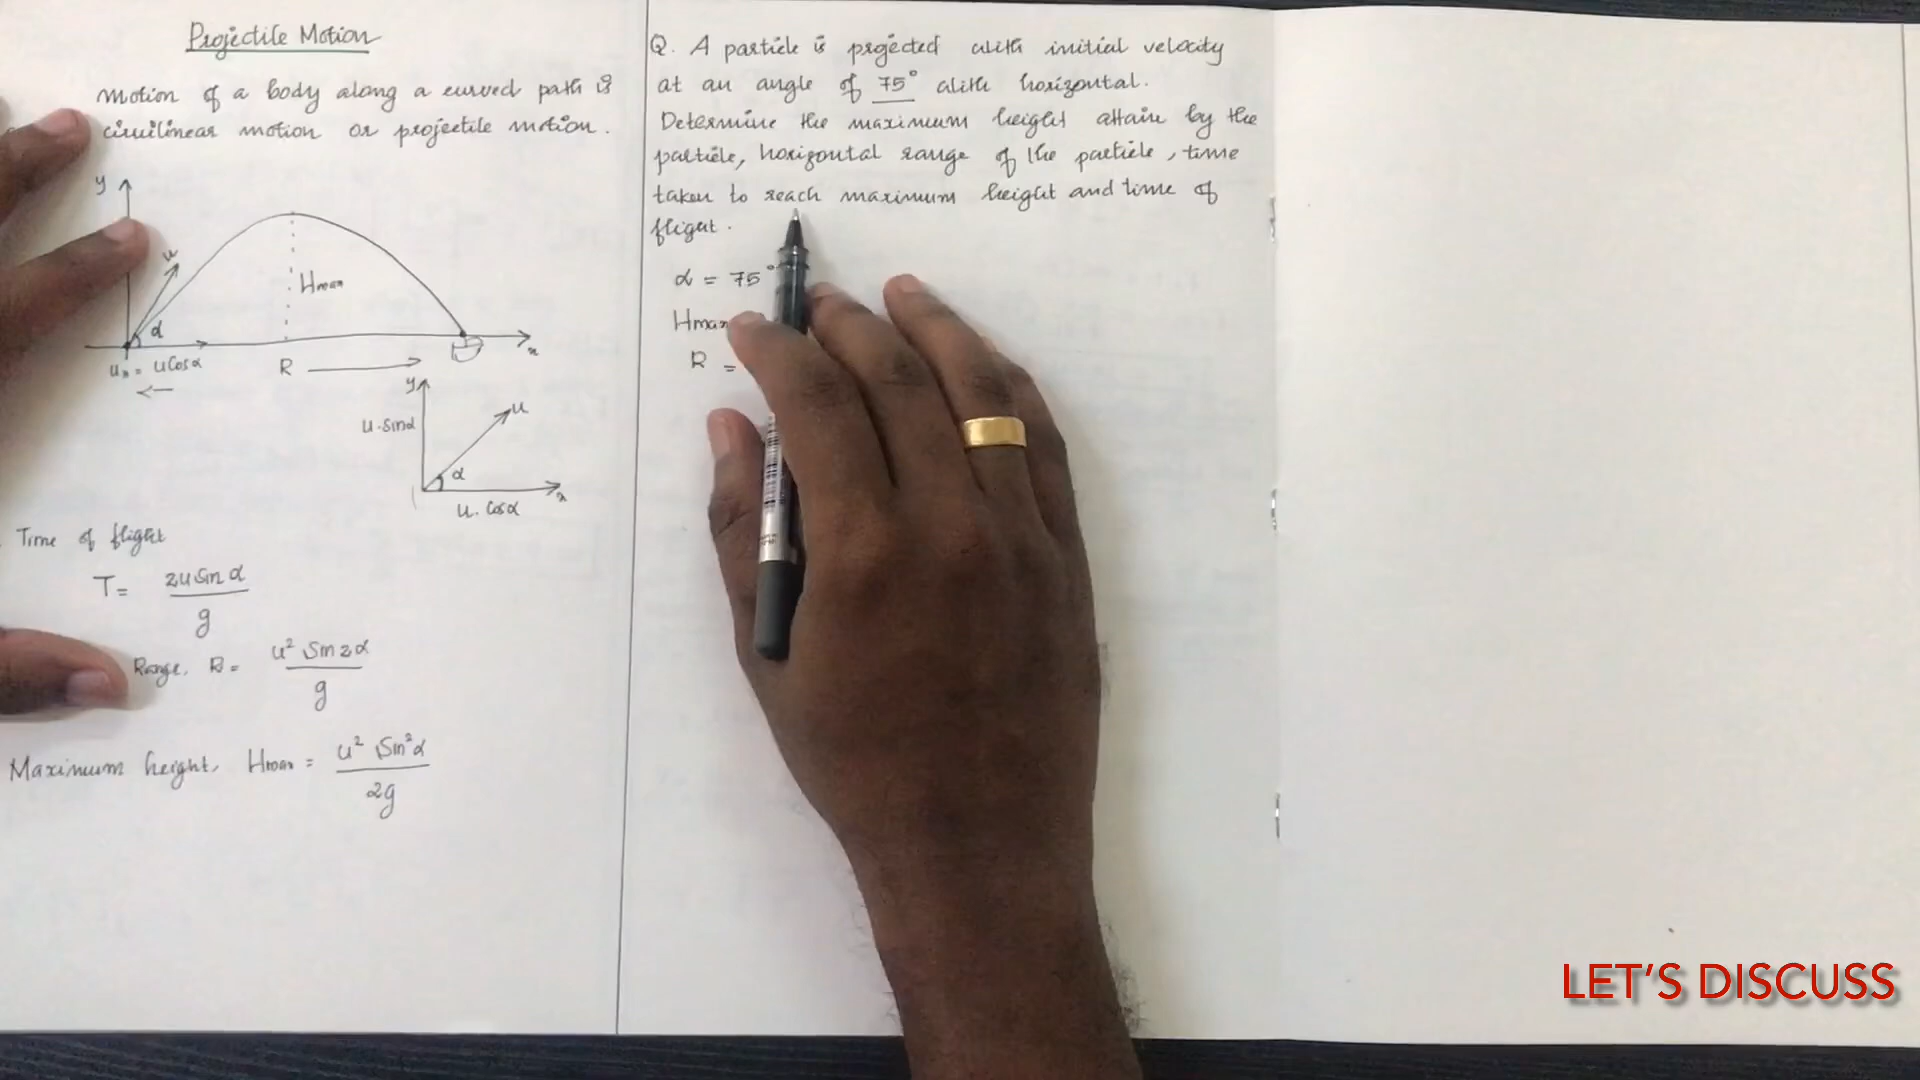 Projectile Motion
Motion of a body along a curved path is
motion or projectile motion.
y
u
Hmax
α
x
uₓ = u Cosα
R
y
u
u.sinα
α
x
u. Cosα
Time of flight
T = 2u Sin α
g
Range, R = u² Sin 2α
g
Maximum height, Hmax = u² Sin²α
2g
Q. A particle is projected with initial velocity
at an angle of 75° with horizontal.
Determine the maximum height attain by the
particle, horizontal range of the particle, time
taken to reach maximum height and time of
flight.
α = 75°
Hmax
R =
LET'S DISCUSS